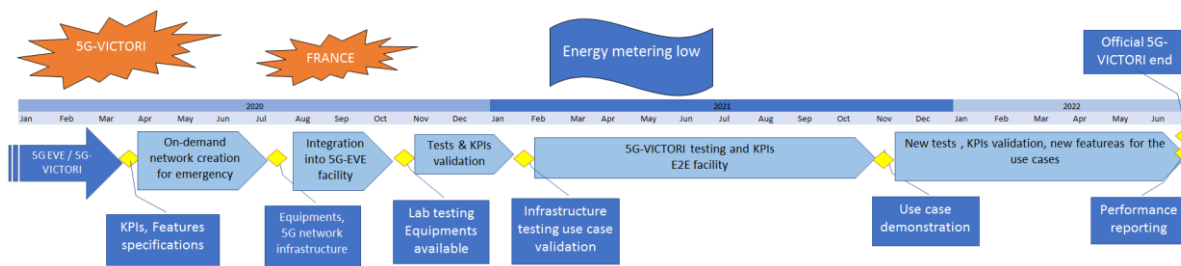 5G-VICTORI
FRANCE
Energy metering low
Official 5G-
VICTORI end
2020
2021
2022
Jan Feb Mar Apr May Jun Jul Aug Sep Oct Nov Dec Jan Feb Mar Apr May Jun Jul Aug Sep Oct Nov Dec Jan Feb Mar Apr May Jun
5G EVE / 5G-
VICTORI
On-demand
network creation
for emergency
Integration
into 5G-EVE
facility
Tests & KPIs
validation
5G-VICTORI testing and KPIs
E2E facility
New tests , KPIs validation, new featureas for the
use cases
KPIs, Features
specifications
Equipments,
5G network
infrastructure
Lab testing
Equipments
available
Infrastructure
testing use case
validation
Use case
demonstration
Performance
reporting